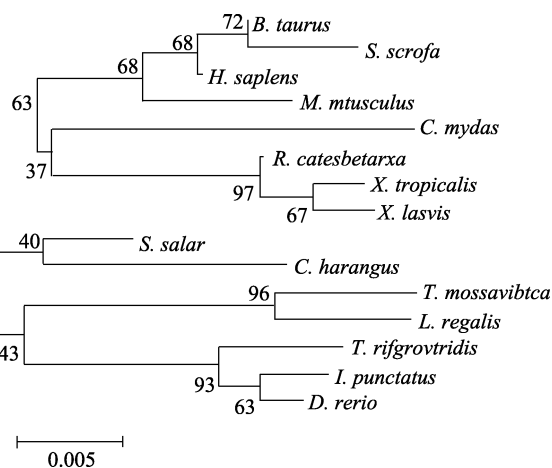 72 B. taurus
68 S. scrofa
68 H. saplens
63 M. mtusculus
C. mydas
37 R. catesbetarxa
97 X. tropicalis
67 X. lasvis
40 S. salar
C. harangus
96 T. mossavibtca
L. regalis
43 T. rifgrovtridis
93 I. punctatus
63 D. rerio
0.005